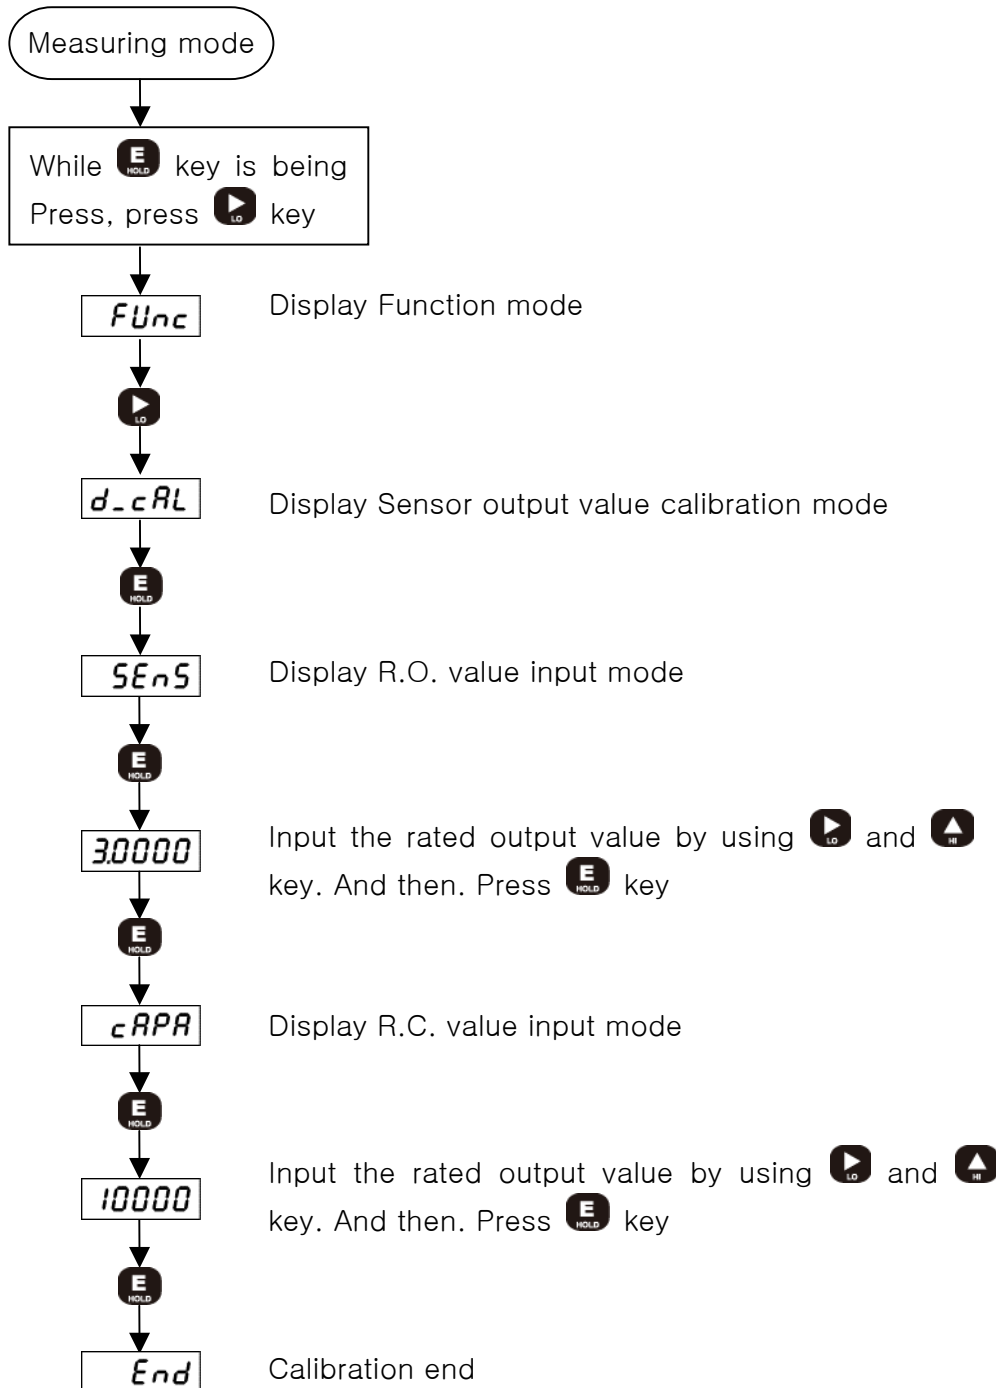 Measuring mode
While E HOLD key is being
Press, press LO key
FUnc Display Function mode
LO
d-cAL Display Sensor output value calibration mode
E HOLD
SEnS Display R.O. value input mode
E HOLD
3.0000 Input the rated output value by using LO and HI
key. And then. Press E HOLD key
E HOLD
cAPA Display R.C. value input mode
E HOLD
10000 Input the rated output value by using LO and HI
key. And then. Press E HOLD key
E HOLD
End Calibration end